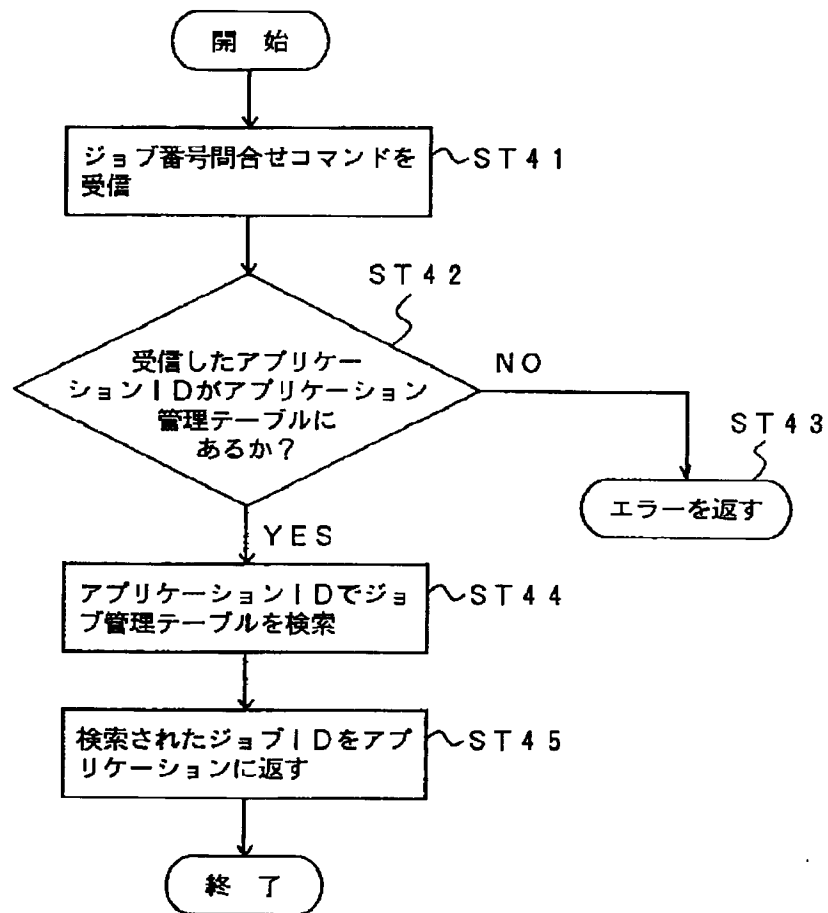 開 始
ジョブ番号問合せコマンドを
受信
ST41
ST42
受信したアプリケー
ションIDがアプリケーション
管理テーブルに
あるか?
NO
ST43
エラーを返す
YES
アプリケーションIDでジョ
ブ管理テーブルを検索
ST44
検索されたジョブIDをアプ
リケーションに返す
ST45
終 了